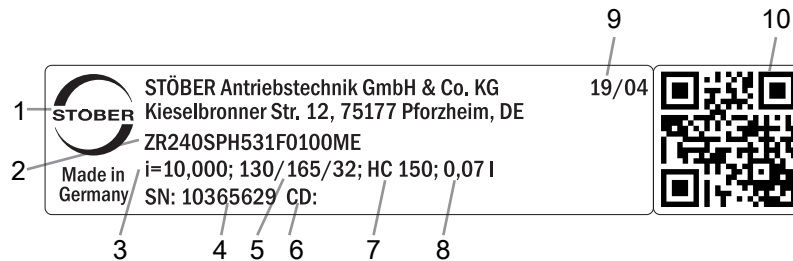 9 10
STÖBER Antriebstechnik GmbH & Co. KG 19/04
1 STÖBER Kieselbronner Str. 12, 75177 Pforzheim, DE
2 ZR240SPH531F0100ME
Made in Germany i=10,000; 130/165/32; HC 150; 0,07 l
SN: 10365629 CD:
3 4 5 6 7 8